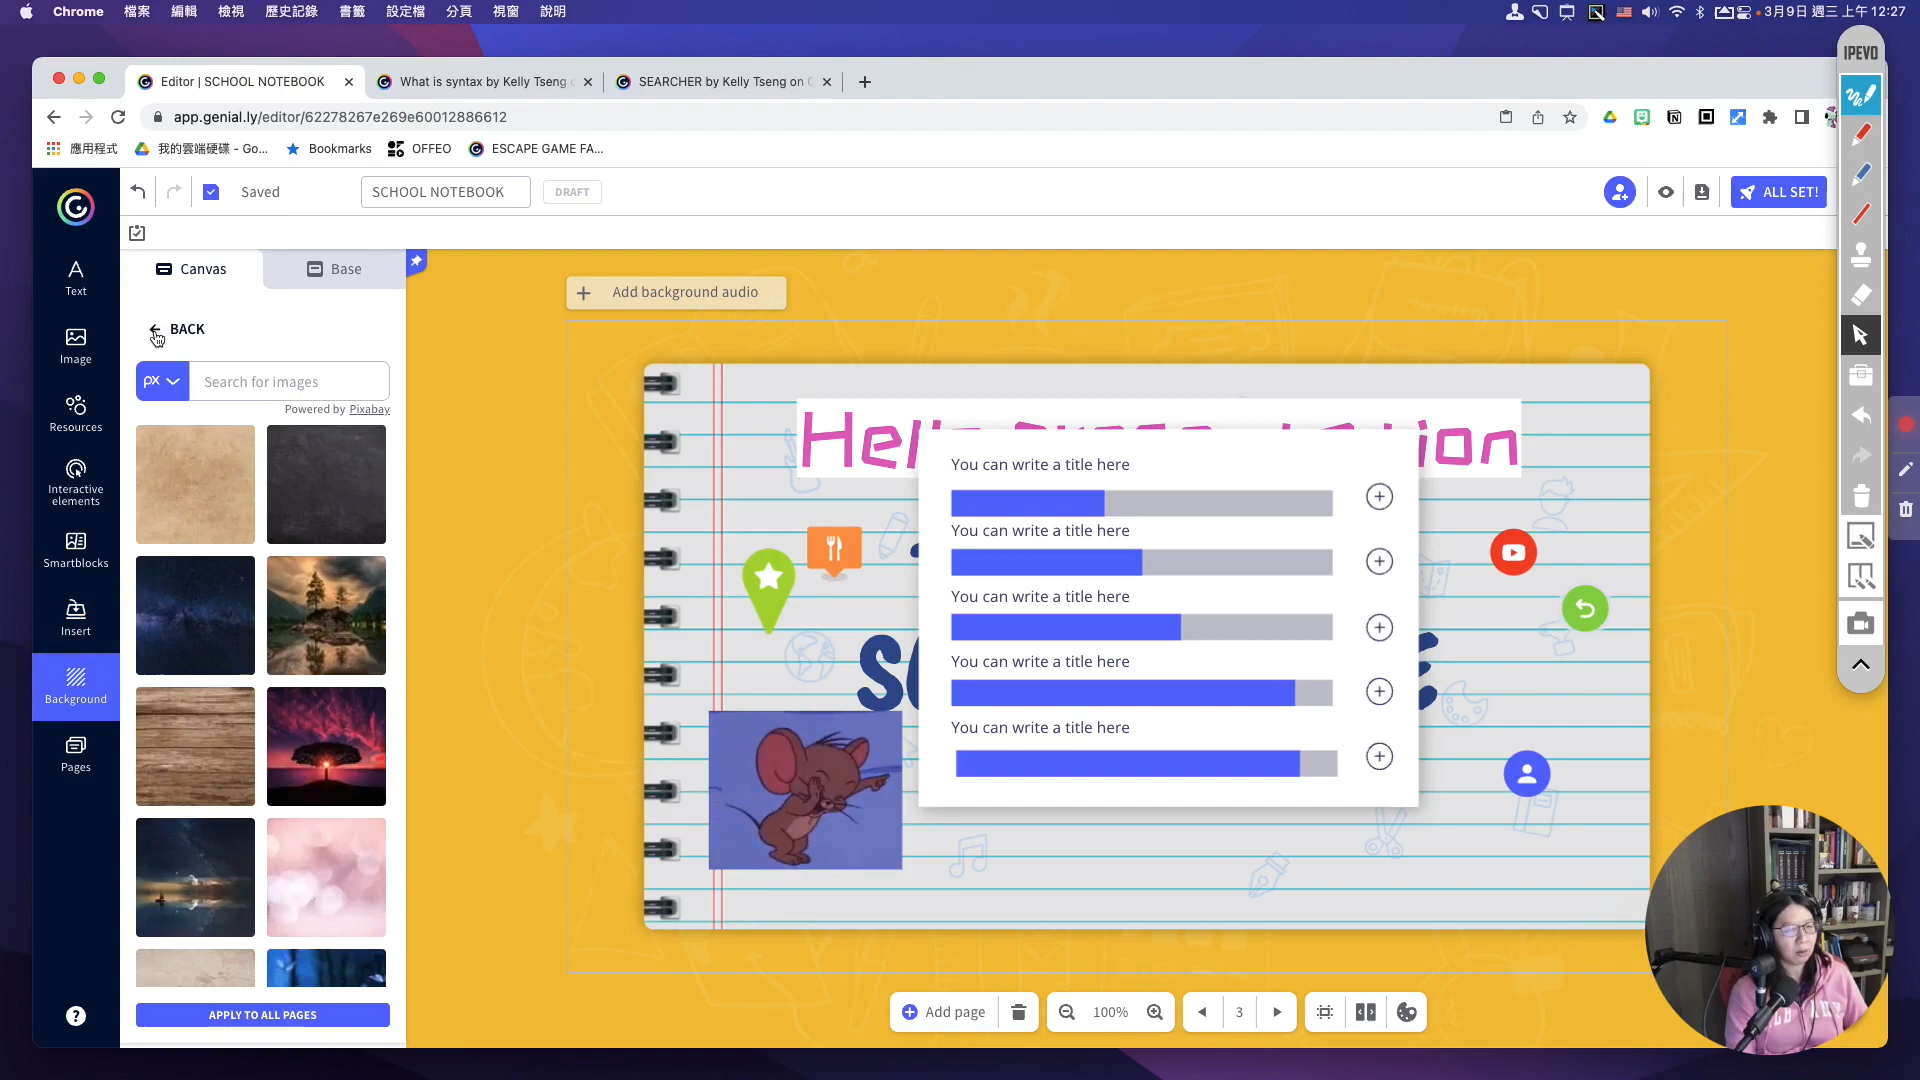 Chrome 檔案 編輯 檢視 歷史記錄 書籤 設定檔 分頁 視窗 說明 3月9日 週三 上午 12:27
IPEVO
Editor | SCHOOL NOTEBOOK What is syntax by Kelly Tseng SEARCHER by Kelly Tseng on G
app.genial.ly/editor/62278267e269e60012886612
應用程式 我的雲端硬碟 - Go... Bookmarks OFFEO ESCAPE GAME FA...
Saved SCHOOL NOTEBOOK DRAFT ALL SET!
Canvas Base
Text
Image
Resources
Interactive
elements
Smartblocks
Insert
Background
Pages
BACK
px Search for images
Powered by Pixabay
APPLY TO ALL PAGES
Add background audio
You can write a title here
You can write a title here
You can write a title here
You can write a title here
You can write a title here
Add page 100% 3